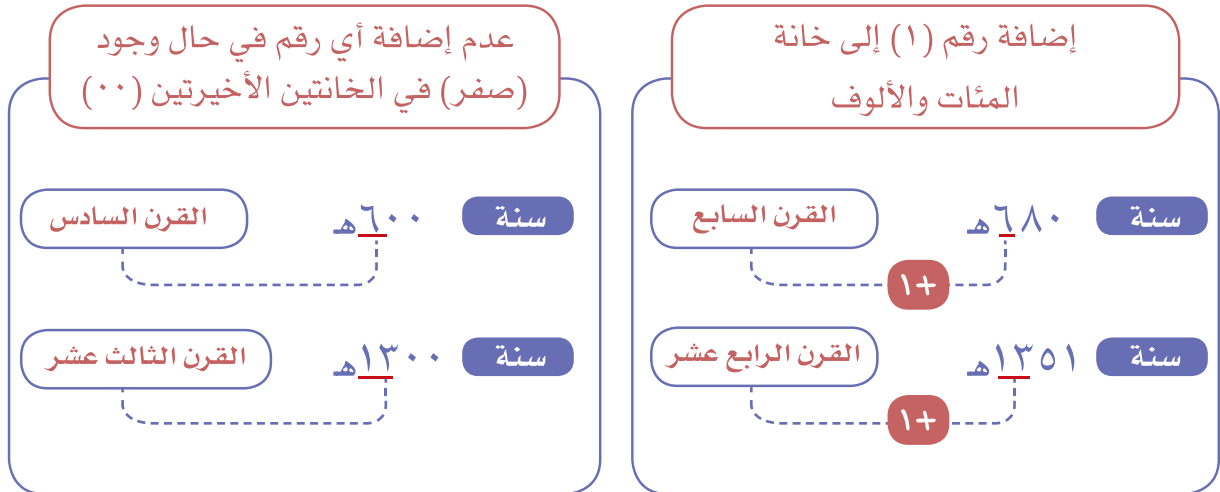 إضافة رقم (١) إلى خانة
المئات والألوف
سنة ٦٨٠هـ القرن السابع
+١
سنة ١٣٥١هـ القرن الرابع عشر
+١
عدم إضافة أي رقم في حال وجود
(صفر) في الخانتين الأخيرتين (٠٠)
سنة ٦٠٠هـ القرن السادس
سنة ١٣٠٠هـ القرن الثالث عشر